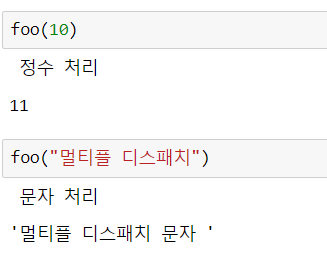 foo(10)
정수 처리
11
foo("멀티플 디스패치")
문자 처리
'멀티플 디스패치 문자 '